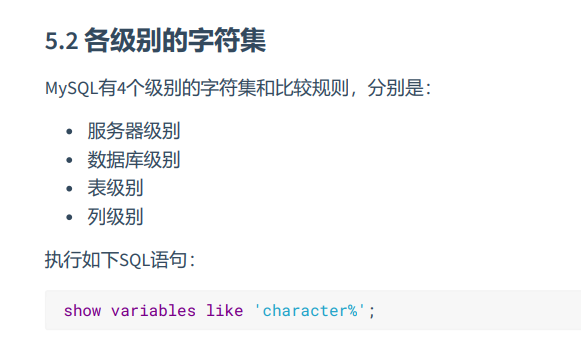 5.2 各级别的字符集
MySQL有4个级别的字符集和比较规则，分别是：
服务器级别
数据库级别
表级别
列级别
执行如下SQL语句：
show variables like 'character%';